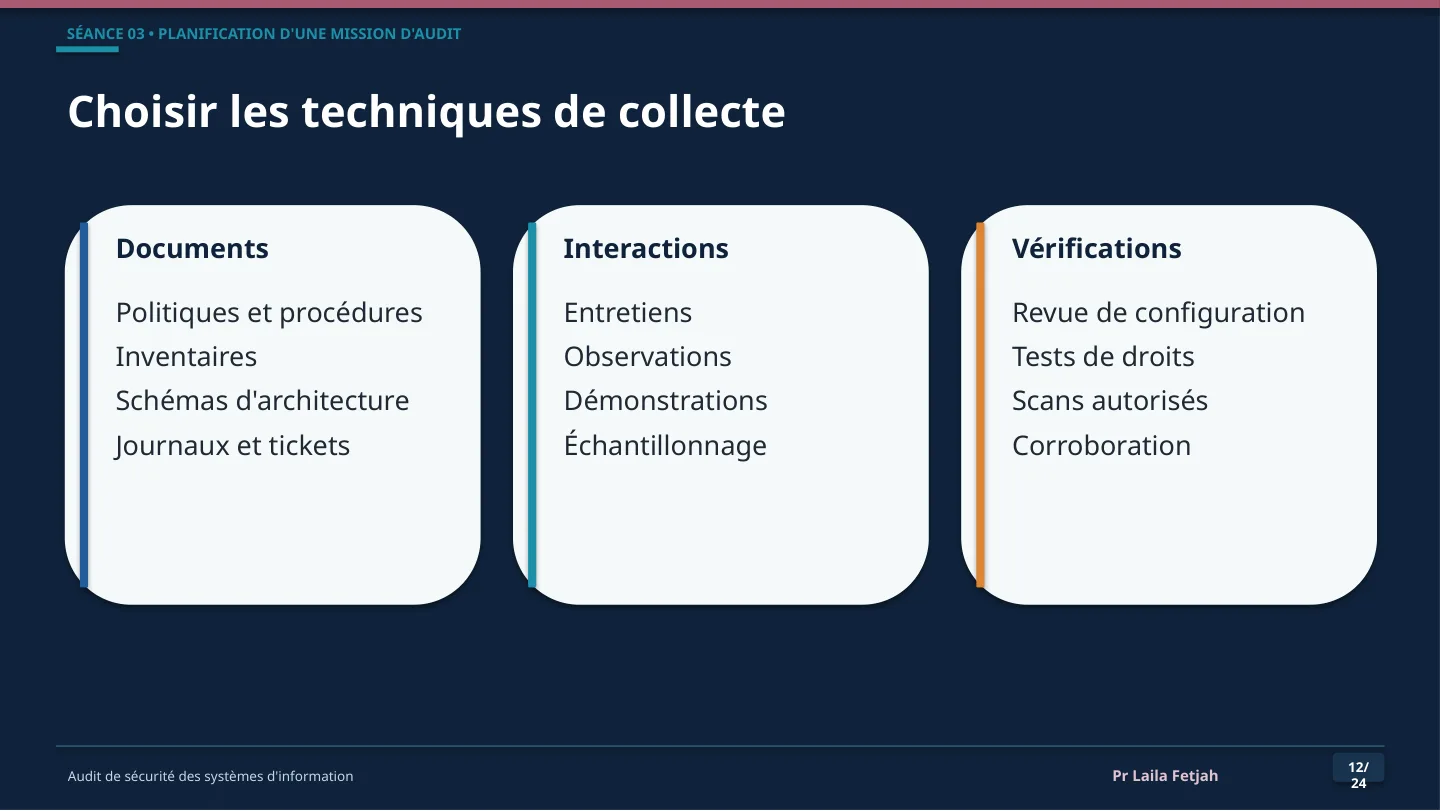 SÉANCE 03 • PLANIFICATION D'UNE MISSION D'AUDIT
Choisir les techniques de collecte
Documents
Politiques et procédures
Inventaires
Schémas d'architecture
Journaux et tickets
Interactions
Entretiens
Observations
Démonstrations
Échantillonnage
Vérifications
Revue de configuration
Tests de droits
Scans autorisés
Corroboration
Audit de sécurité des systèmes d'information
Pr Laila Fetjah
12/
24